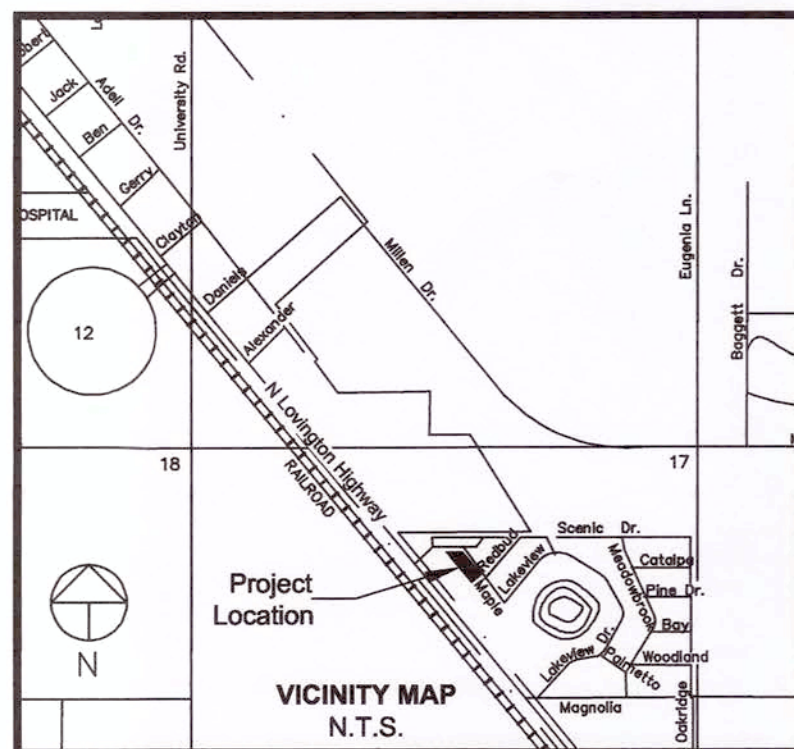 Jack
Adell Dr.
University Rd.
Ben
Gerry
OSPITAL
Clayton
Daniels
Millen Dr.
Eugenia Ln.
Baggett Dr.
12
Alexander
N Lovington Highway
18
17
RAILROAD
Scenic Dr.
Redbud
Lakeview
Meadowbrook
Catalpa
Project
Location
Maple
Pine Dr.
Bay
Lakeview Dr.
Palmetto
Woodland
N
VICINITY MAP
N.T.S.
Magnolia
Oakridge